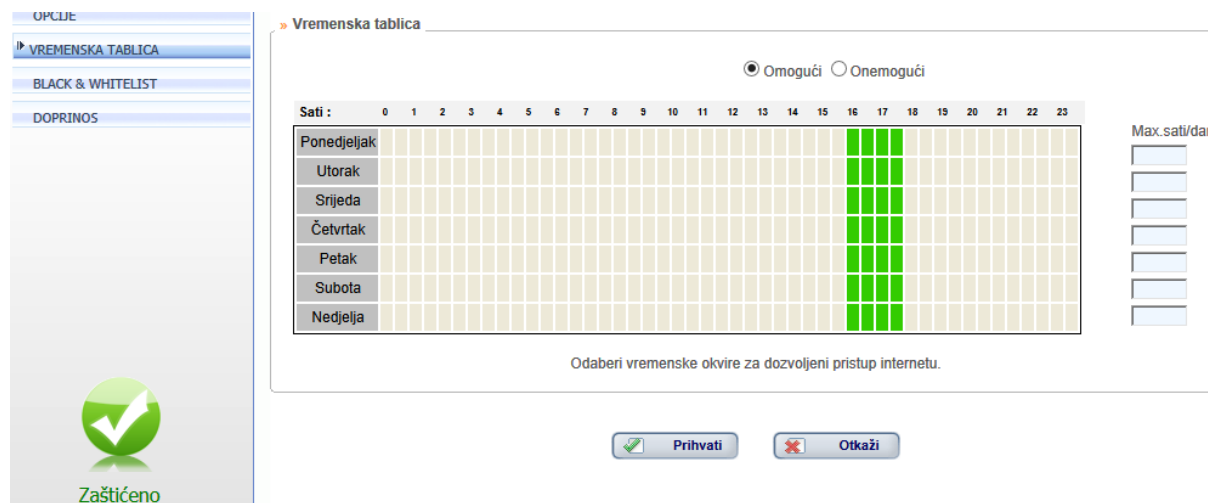 OPCIJE
VREMENSKA TABLICA
BLACK & WHITELIST
DOPRINOS
Zaštićeno
» Vremenska tablica
Omogući Onemogući
Sati : 0 1 2 3 4 5 6 7 8 9 10 11 12 13 14 15 16 17 18 19 20 21 22 23
Max.sati/dan
Ponedjeljak
Utorak
Srijeda
Četvrtak
Petak
Subota
Nedjelja
Odaberi vremenske okvire za dozvoljeni pristup internetu.
Prihvati Otkaži